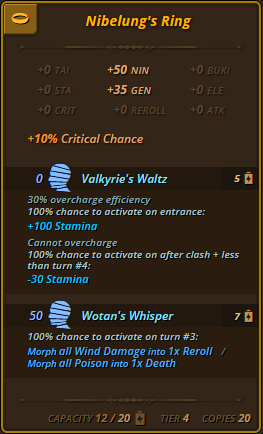 Nibelung's Ring
+0 TAI +50 NIN +0 BUKI
+0 STA +35 GEN +0 ELE
+0 CRIT +0 REROLL +0 ATK
+10% Critical Chance
0 Valkyrie's Waltz 5
30% overcharge efficiency
100% chance to activate on entrance:
+100 Stamina
Cannot overcharge
100% chance to activate on after clash + less
than turn #4:
-30 Stamina
50 Wotan's Whisper 7
100% chance to activate on turn #3:
Morph all Wind Damage into 1x Reroll /
Morph all Poison into 1x Death
CAPACITY 12 / 20 TIER 4 COPIES 20